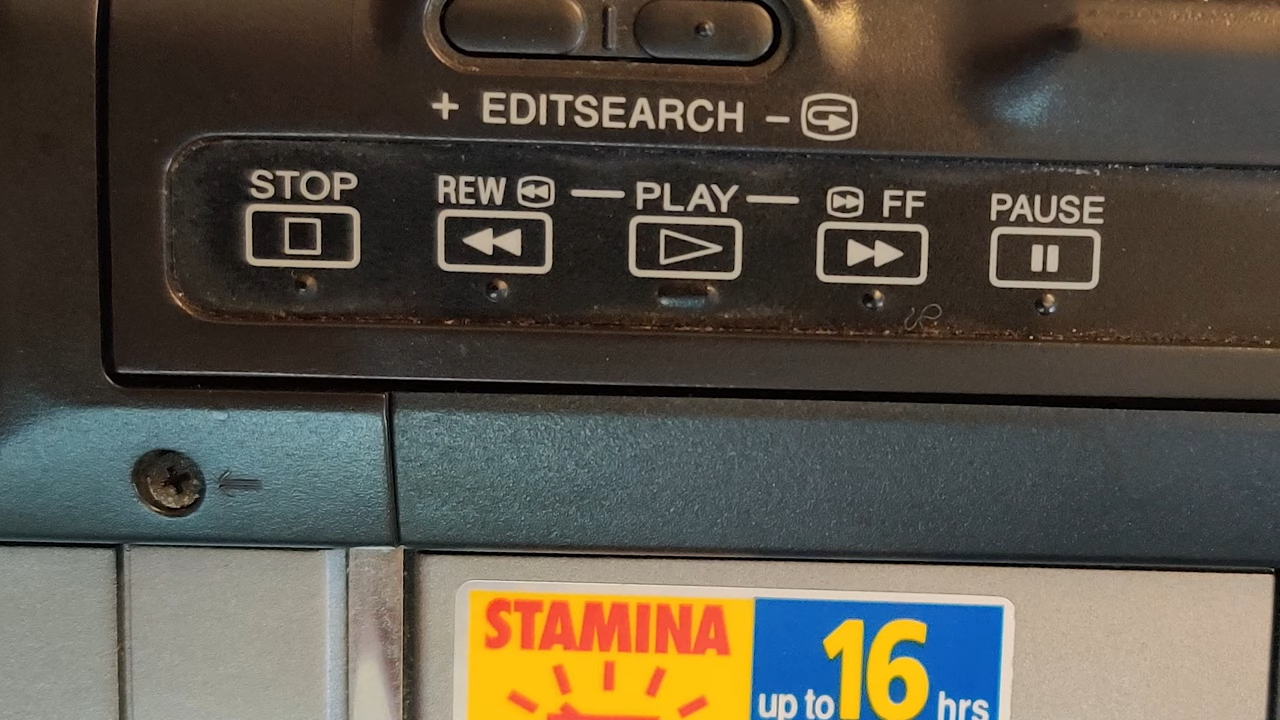 + EDITSEARCH –
STOP REW PLAY FF PAUSE
STAMINA
up to 16 hrs